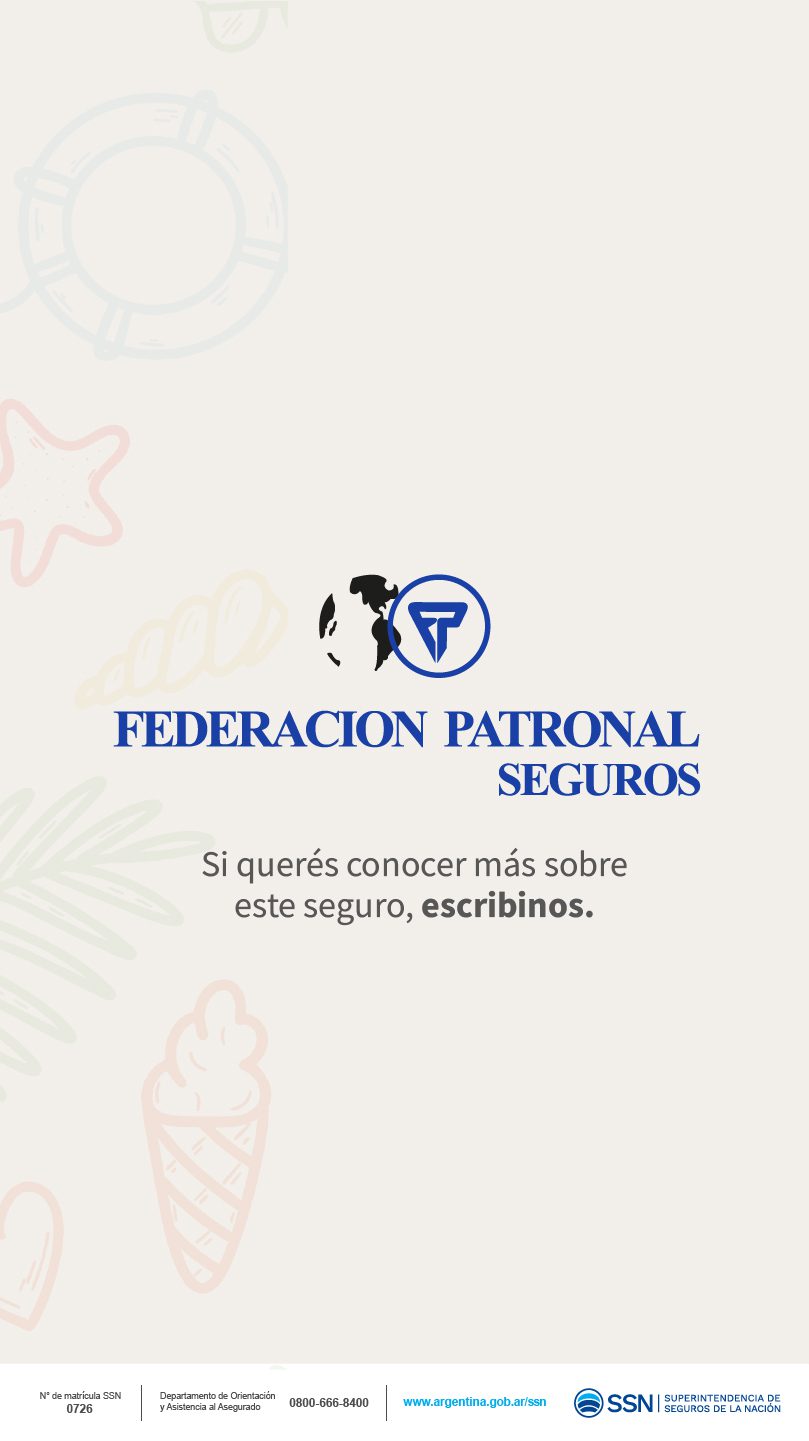 FP
FEDERACION PATRONAL
SEGUROS
Si querés conocer más sobre
este seguro, escribinos.
N° de matrícula SSN
0726
Departamento de Orientación
y Asistencia al Asegurado
0800-666-8400
www.argentina.gob.ar/ssn
SSN
SUPERINTENDENCIA DE
SEGUROS DE LA NACIÓN